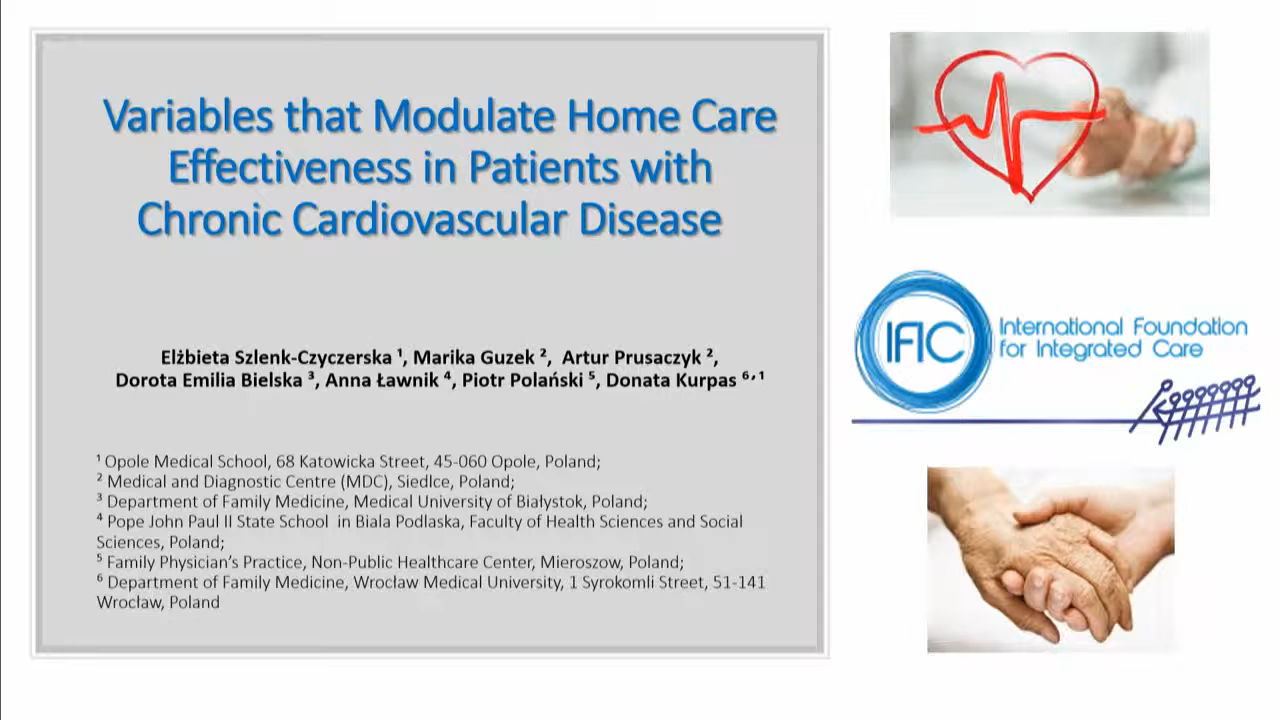 Variables that Modulate Home Care
Effectiveness in Patients with
Chronic Cardiovascular Disease
Elżbieta Szlenk-Czyczerska ¹, Marika Guzek ², Artur Prusaczyk ²,
Dorota Emilia Bielska ³, Anna Ławnik ⁴, Piotr Polański ⁵, Donata Kurpas ⁶,¹
¹ Opole Medical School, 68 Katowicka Street, 45-060 Opole, Poland;
² Medical and Diagnostic Centre (MDC), Siedlce, Poland;
³ Department of Family Medicine, Medical University of Białystok, Poland;
⁴ Pope John Paul II State School in Biala Podlaska, Faculty of Health Sciences and Social
Sciences, Poland;
⁵ Family Physician’s Practice, Non-Public Healthcare Center, Mieroszow, Poland;
⁶ Department of Family Medicine, Wrocław Medical University, 1 Syrokomli Street, 51-141
Wrocław, Poland
IFIC
International Foundation
for Integrated Care